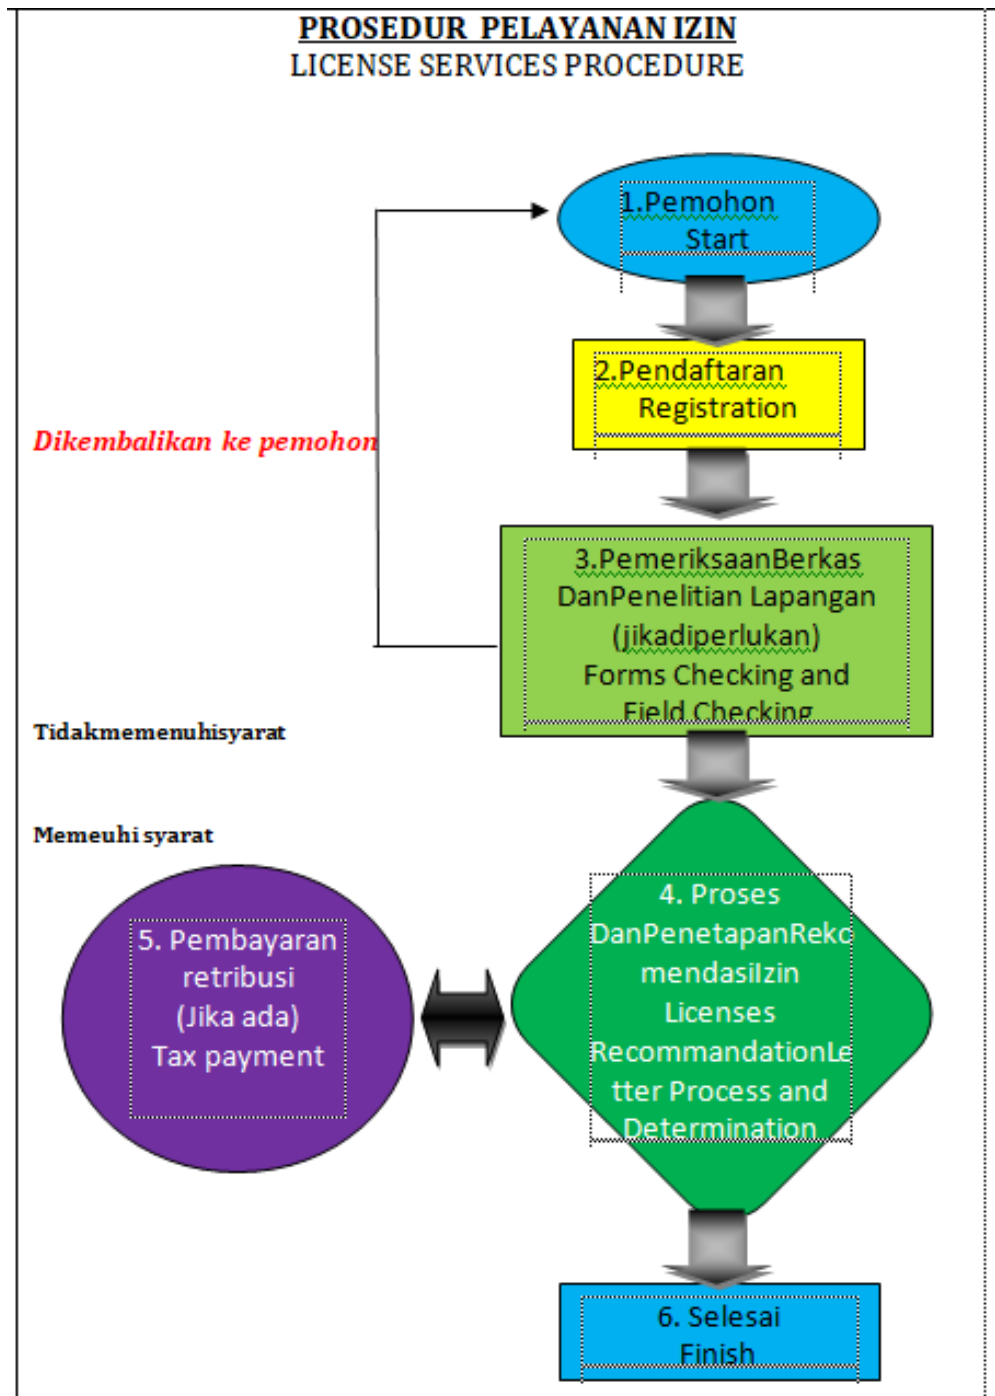 PROSEDUR PELAYANAN IZIN
LICENSE SERVICES PROCEDURE
1.Pemohon
Start
2.Pendaftaran
Registration
Dikembalikan ke pemohon
3.PemeriksaanBerkas
DanPenelitian Lapangan
(jikadiperlukan)
Forms Checking and
Field Checking
Tidakmemenuhisyarat
Memeuhi syarat
4. Proses
DanPenetapanReko
mendasiIzin
Licenses
RecommandationLe
tter Process and
Determination
5. Pembayaran
retribusi
(Jika ada)
Tax payment
6. Selesai
Finish